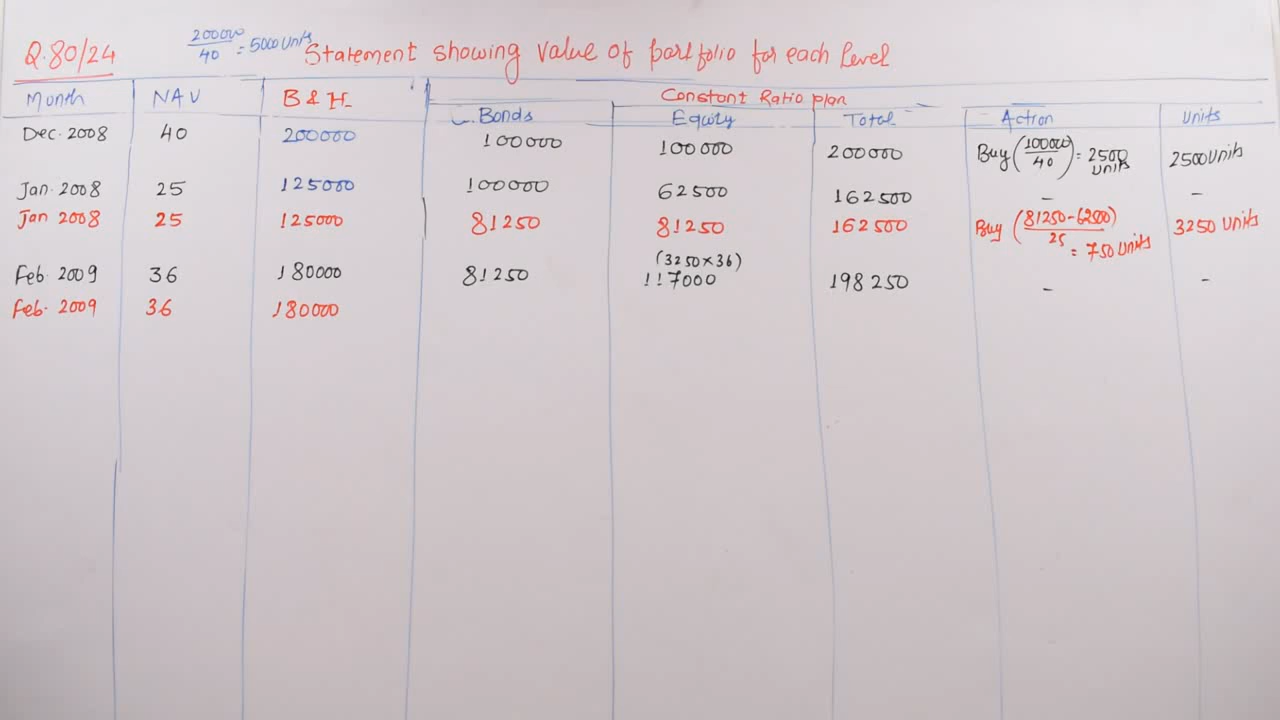 Q.80/24
200000/40 = 5000 Units
Statement showing value of portfolio for each level
Month NAV B & H Constant Ratio plan
Bonds Equity Total Action Units
Dec. 2008 40 200000 100000 100000 200000 Buy (100000/40) = 2500 Units 2500 Units
Jan. 2008 25 125000 100000 62500 162500 - -
Jan 2008 25 125000 81250 81250 162500 Buy (81250-62500)/25 = 750 Units 3250 Units
(3250 × 36)
Feb. 2009 36 180000 81250 117000 198250 - -
Feb. 2009 36 180000